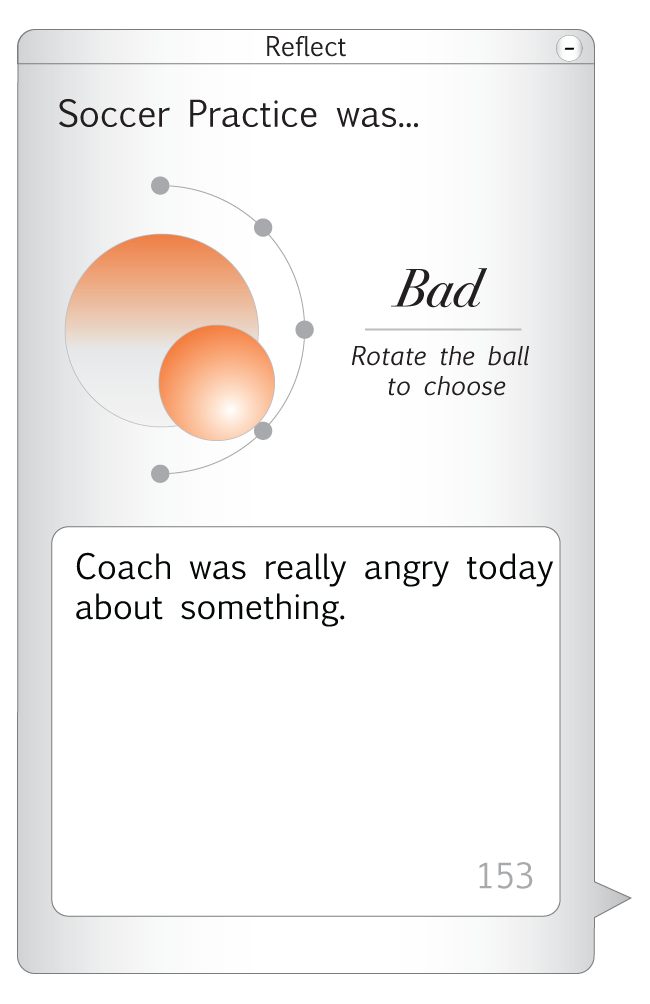 Reflect
-
Soccer Practice was...
Bad
Rotate the ball
to choose
Coach was really angry today
about something.
153